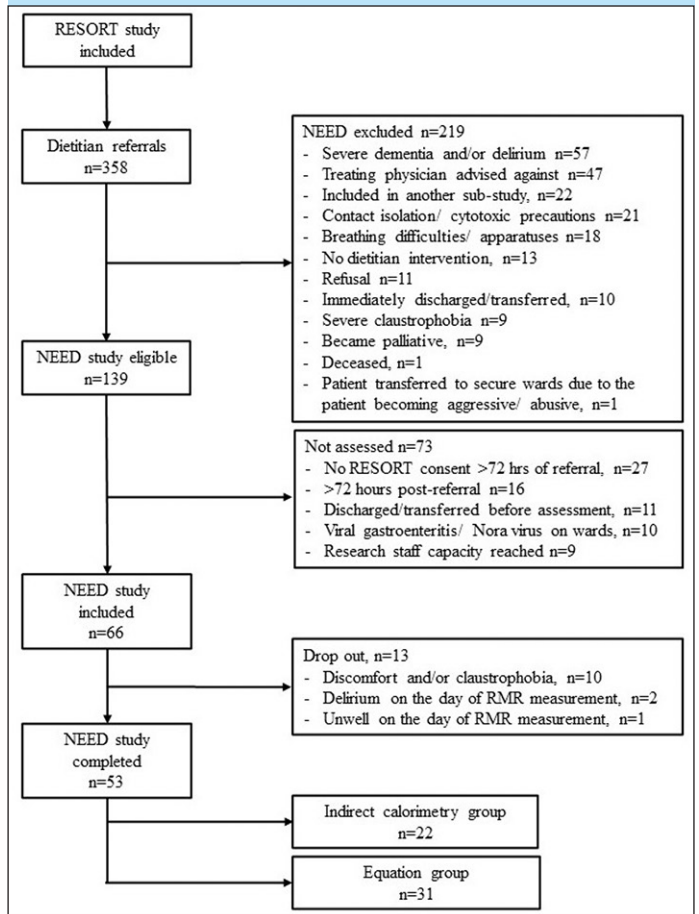 RESORT study
included
Dietitian referrals
n=358
NEED excluded n=219
- Severe dementia and/or delirium n=57
- Treating physician advised against n=47
- Included in another sub-study, n=22
- Contact isolation/ cytotoxic precautions n=21
- Breathing difficulties/ apparatuses n=18
- No dietitian intervention, n=13
- Refusal n=11
- Immediately discharged/transferred, n=10
- Severe claustrophobia n=9
- Became palliative, n=9
- Deceased, n=1
- Patient transferred to secure wards due to the
patient becoming aggressive/ abusive, n=1
NEED study eligible
n=139
Not assessed n=73
- No RESORT consent >72 hrs of referral, n=27
- >72 hours post-referral n=16
- Discharged/transferred before assessment, n=11
- Viral gastroenteritis/ Nora virus on wards, n=10
- Research staff capacity reached n=9
NEED study
included
n=66
Drop out, n=13
- Discomfort and/or claustrophobia, n=10
- Delirium on the day of RMR measurement, n=2
- Unwell on the day of RMR measurement, n=1
NEED study
completed
n=53
Indirect calorimetry group
n=22
Equation group
n=31